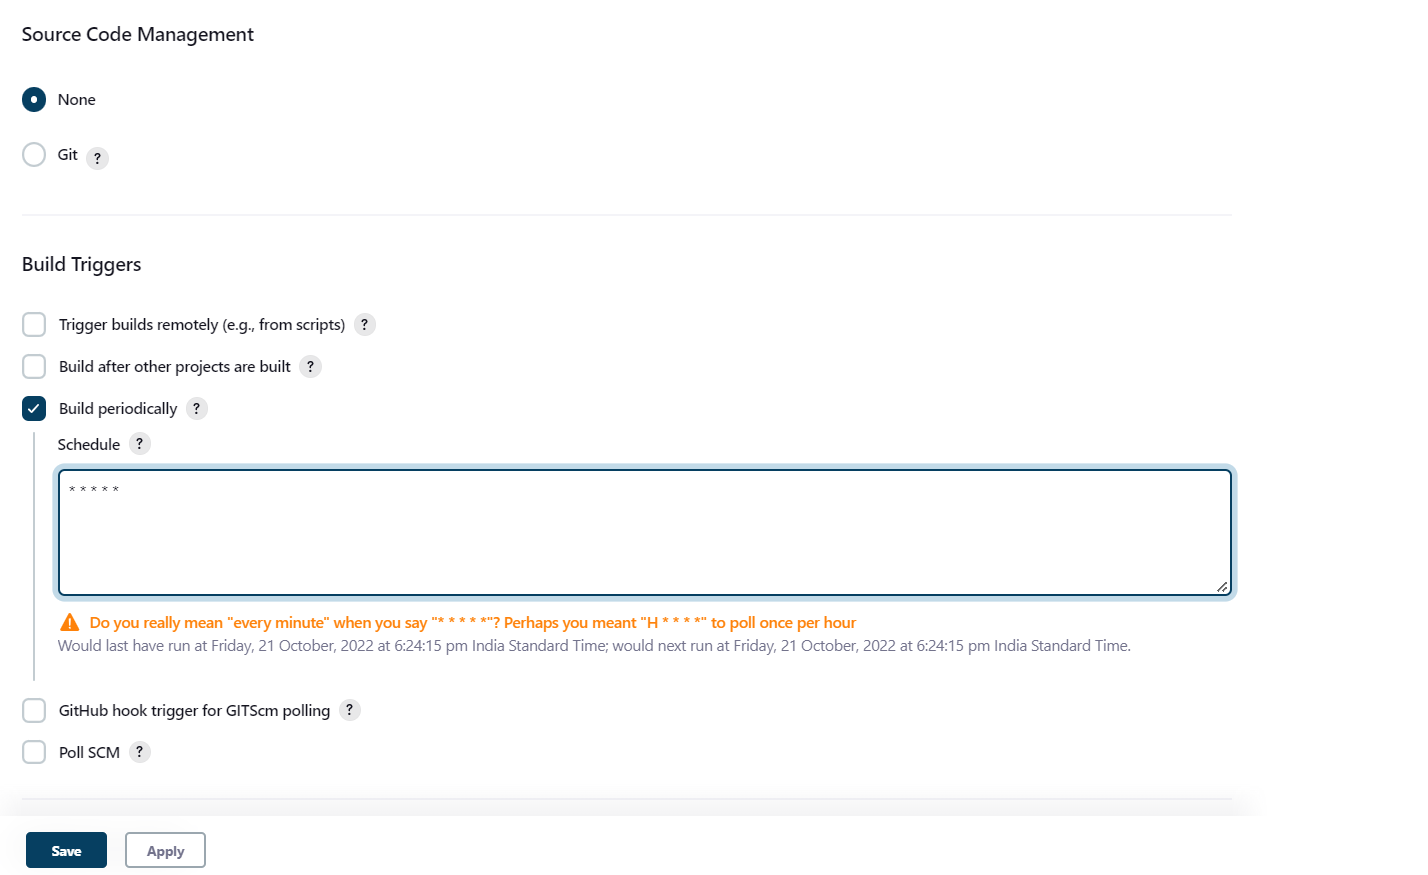 Source Code Management
None
Git ?
Build Triggers
Trigger builds remotely (e.g., from scripts) ?
Build after other projects are built ?
Build periodically ?
Schedule ?
* * * * *
Do you really mean "every minute" when you say "* * * * *"? Perhaps you meant "H * * * *" to poll once per hour
Would last have run at Friday, 21 October, 2022 at 6:24:15 pm India Standard Time; would next run at Friday, 21 October, 2022 at 6:24:15 pm India Standard Time.
GitHub hook trigger for GITScm polling ?
Poll SCM ?
Save Apply